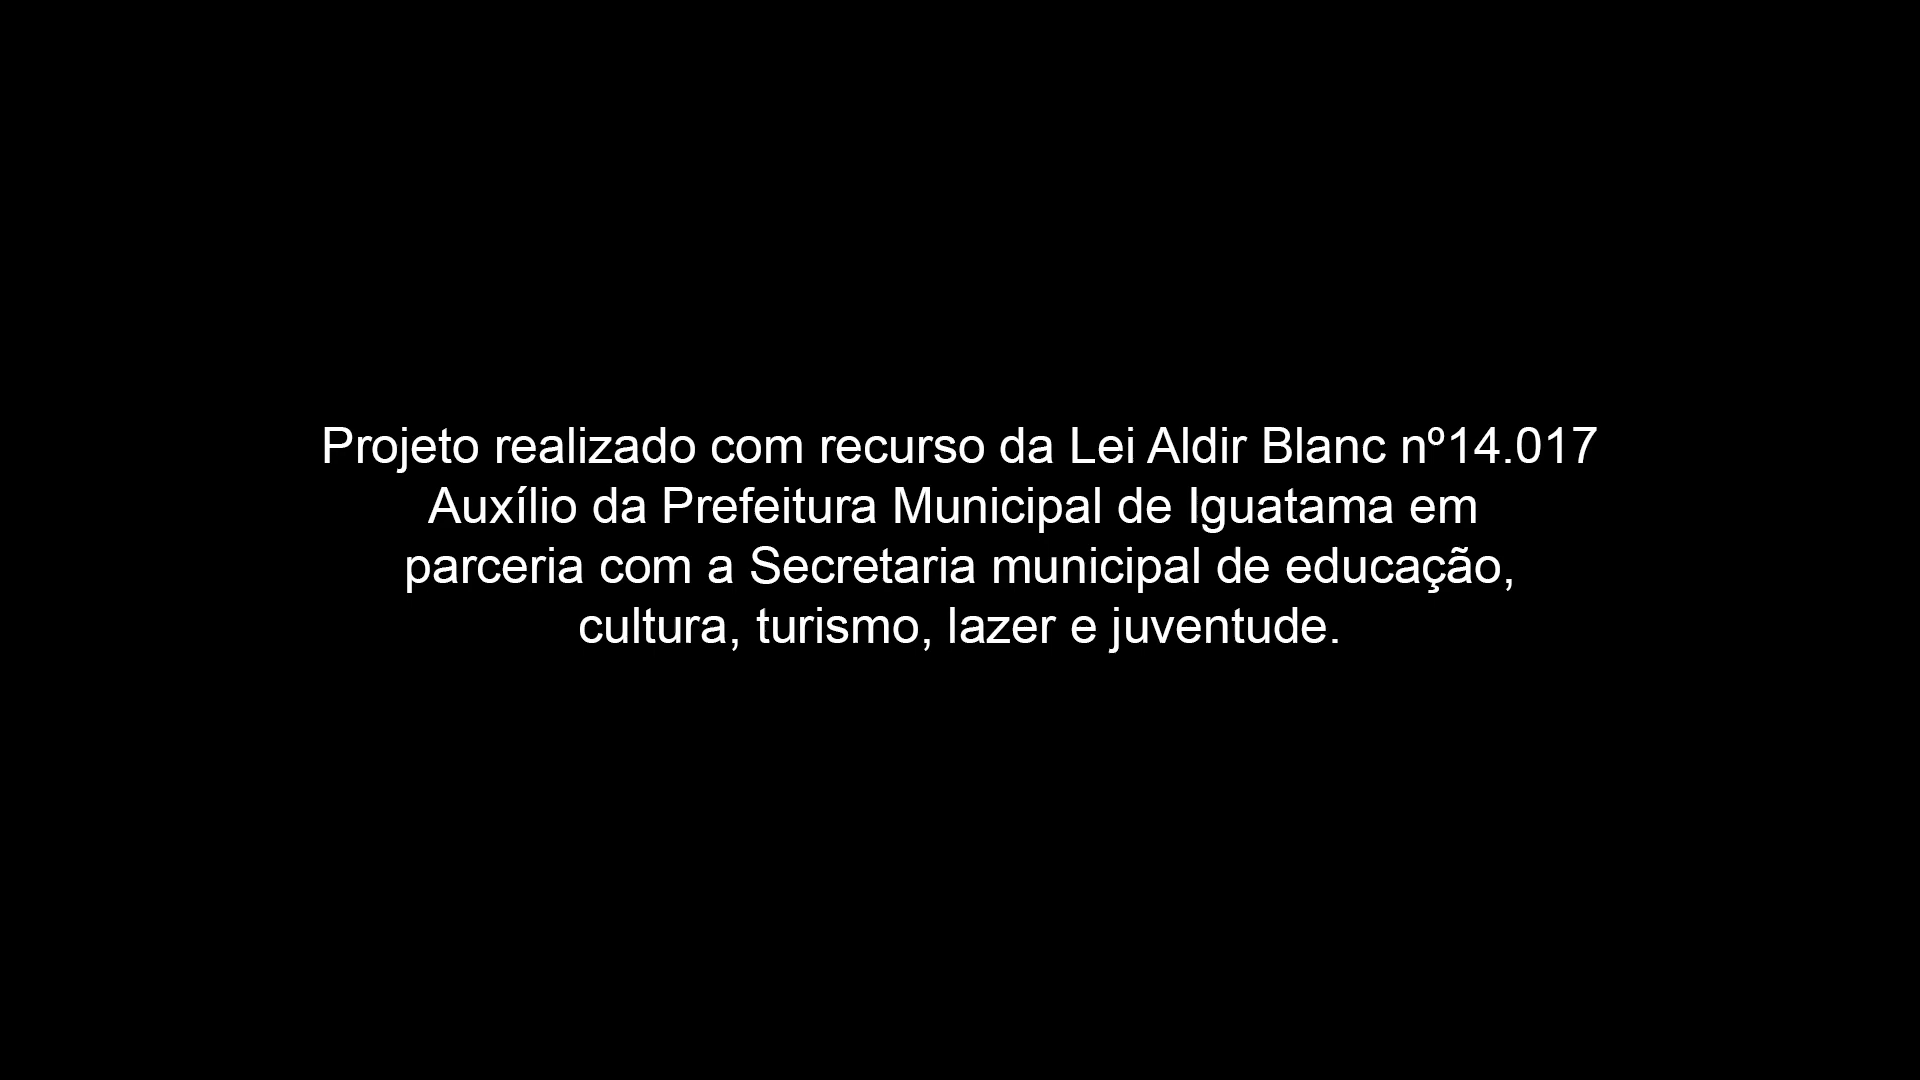 Projeto realizado com recurso da Lei Aldir Blanc nº14.017
Auxílio da Prefeitura Municipal de Iguatama em
parceria com a Secretaria municipal de educação,
cultura, turismo, lazer e juventude.